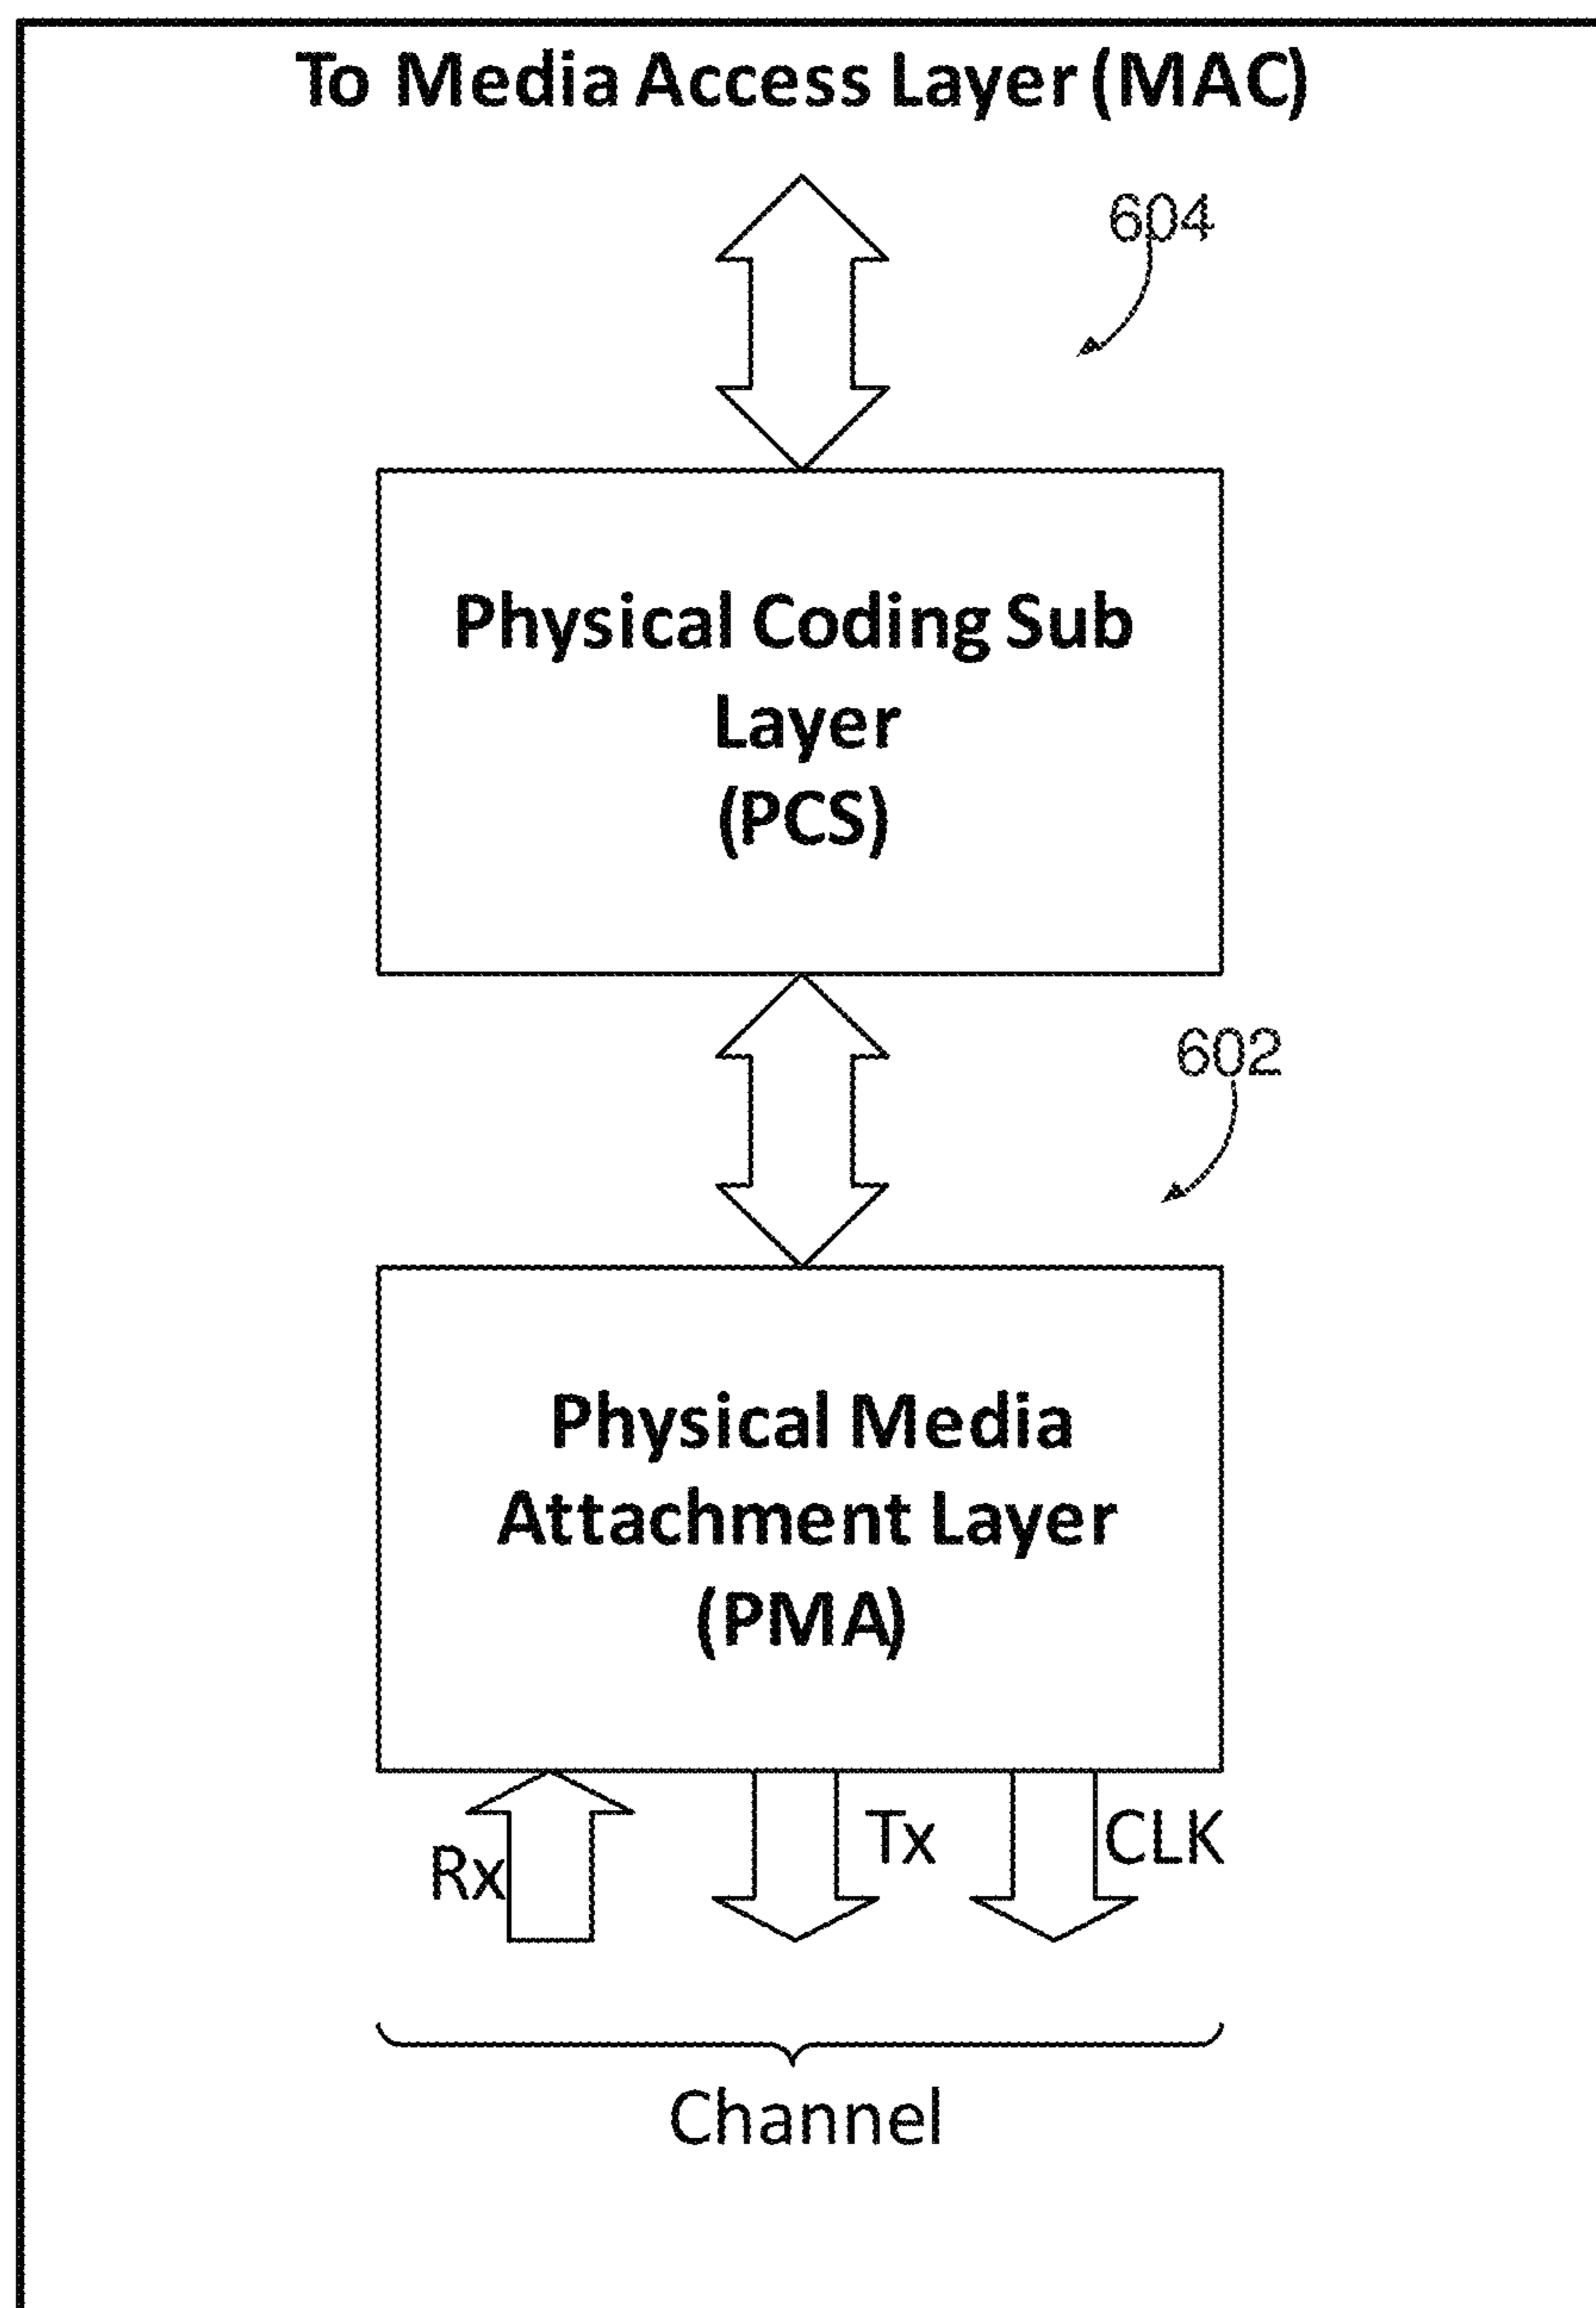 To Media Access Layer (MAC)
604
Physical Coding Sub
Layer
(PCS)
602
Physical Media
Attachment Layer
(PMA)
Rx
Tx
CLK
Channel